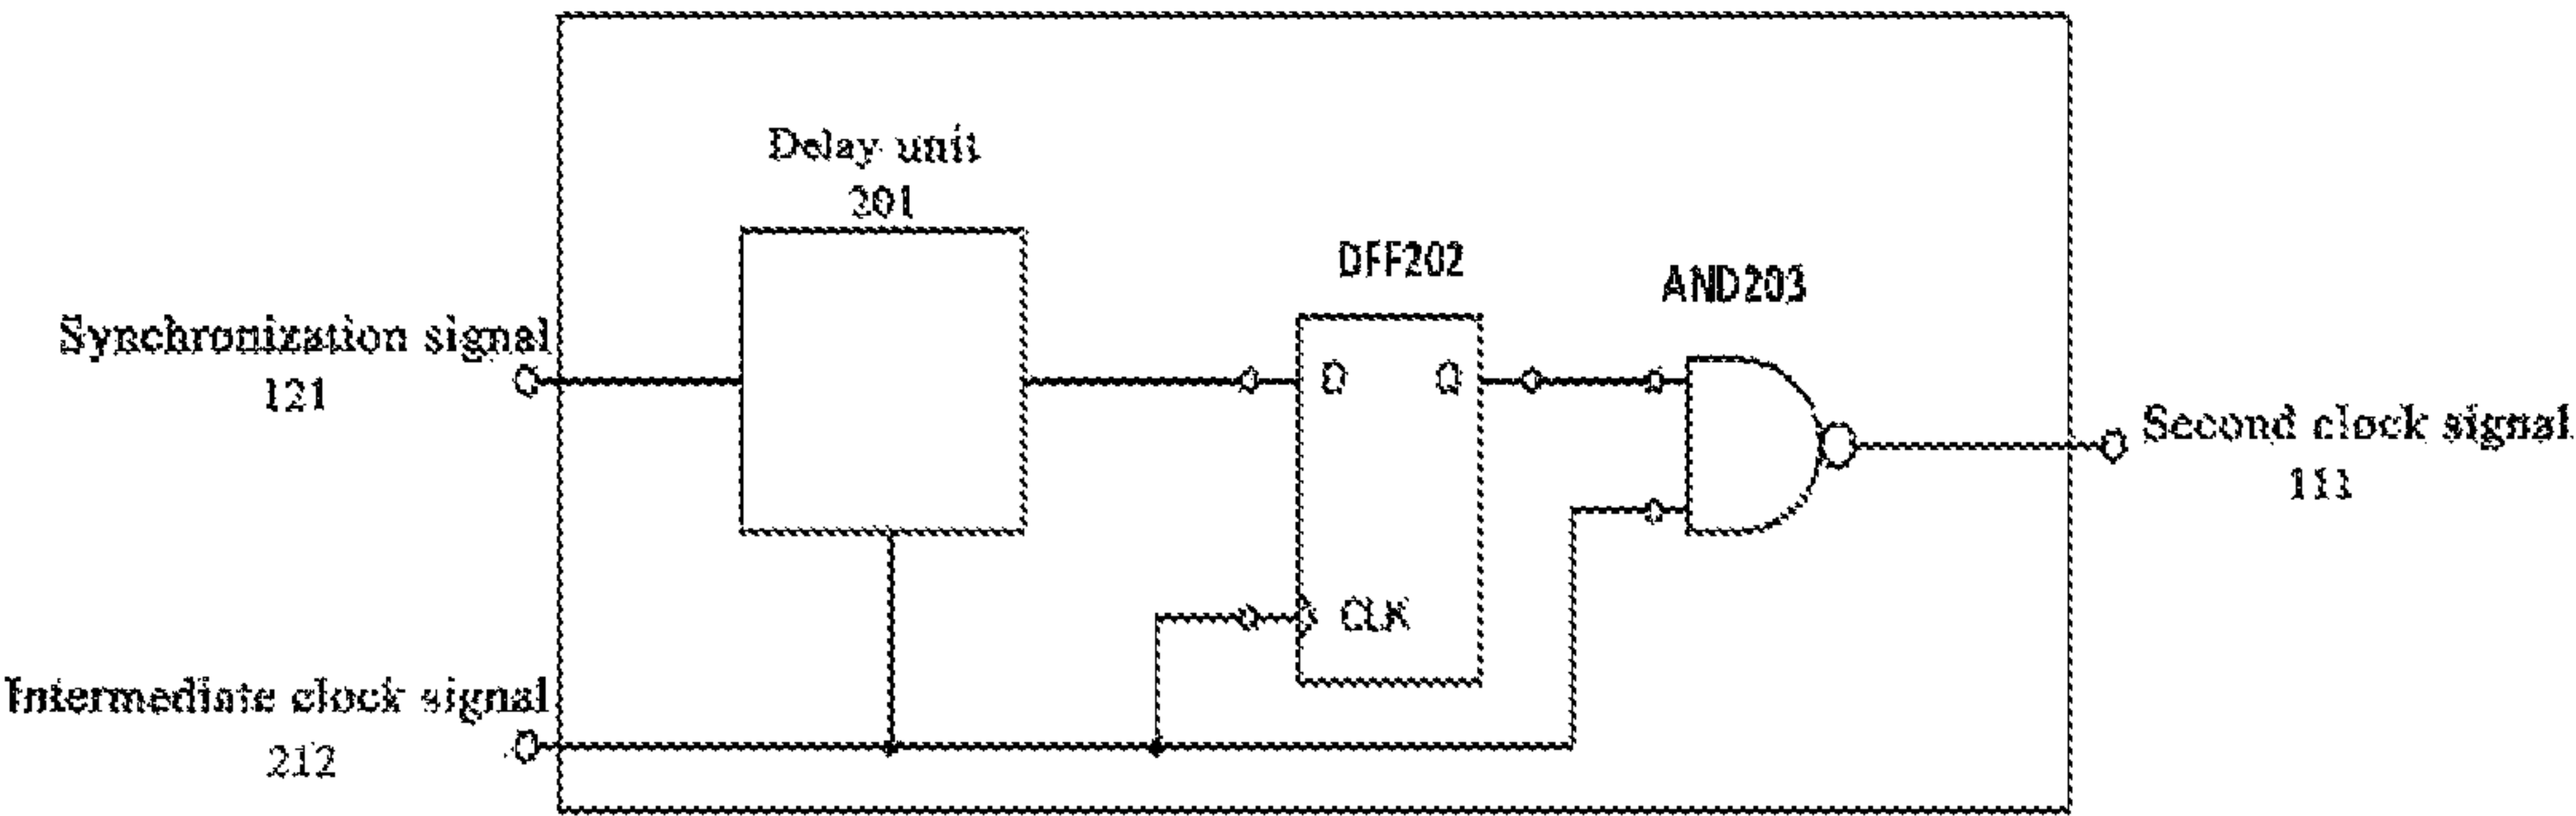 Delay unit
201
DFF202
AND203
Synchronization signal
121
D
Q
Second clock signal
111
CLK
Intermediate clock signal
212